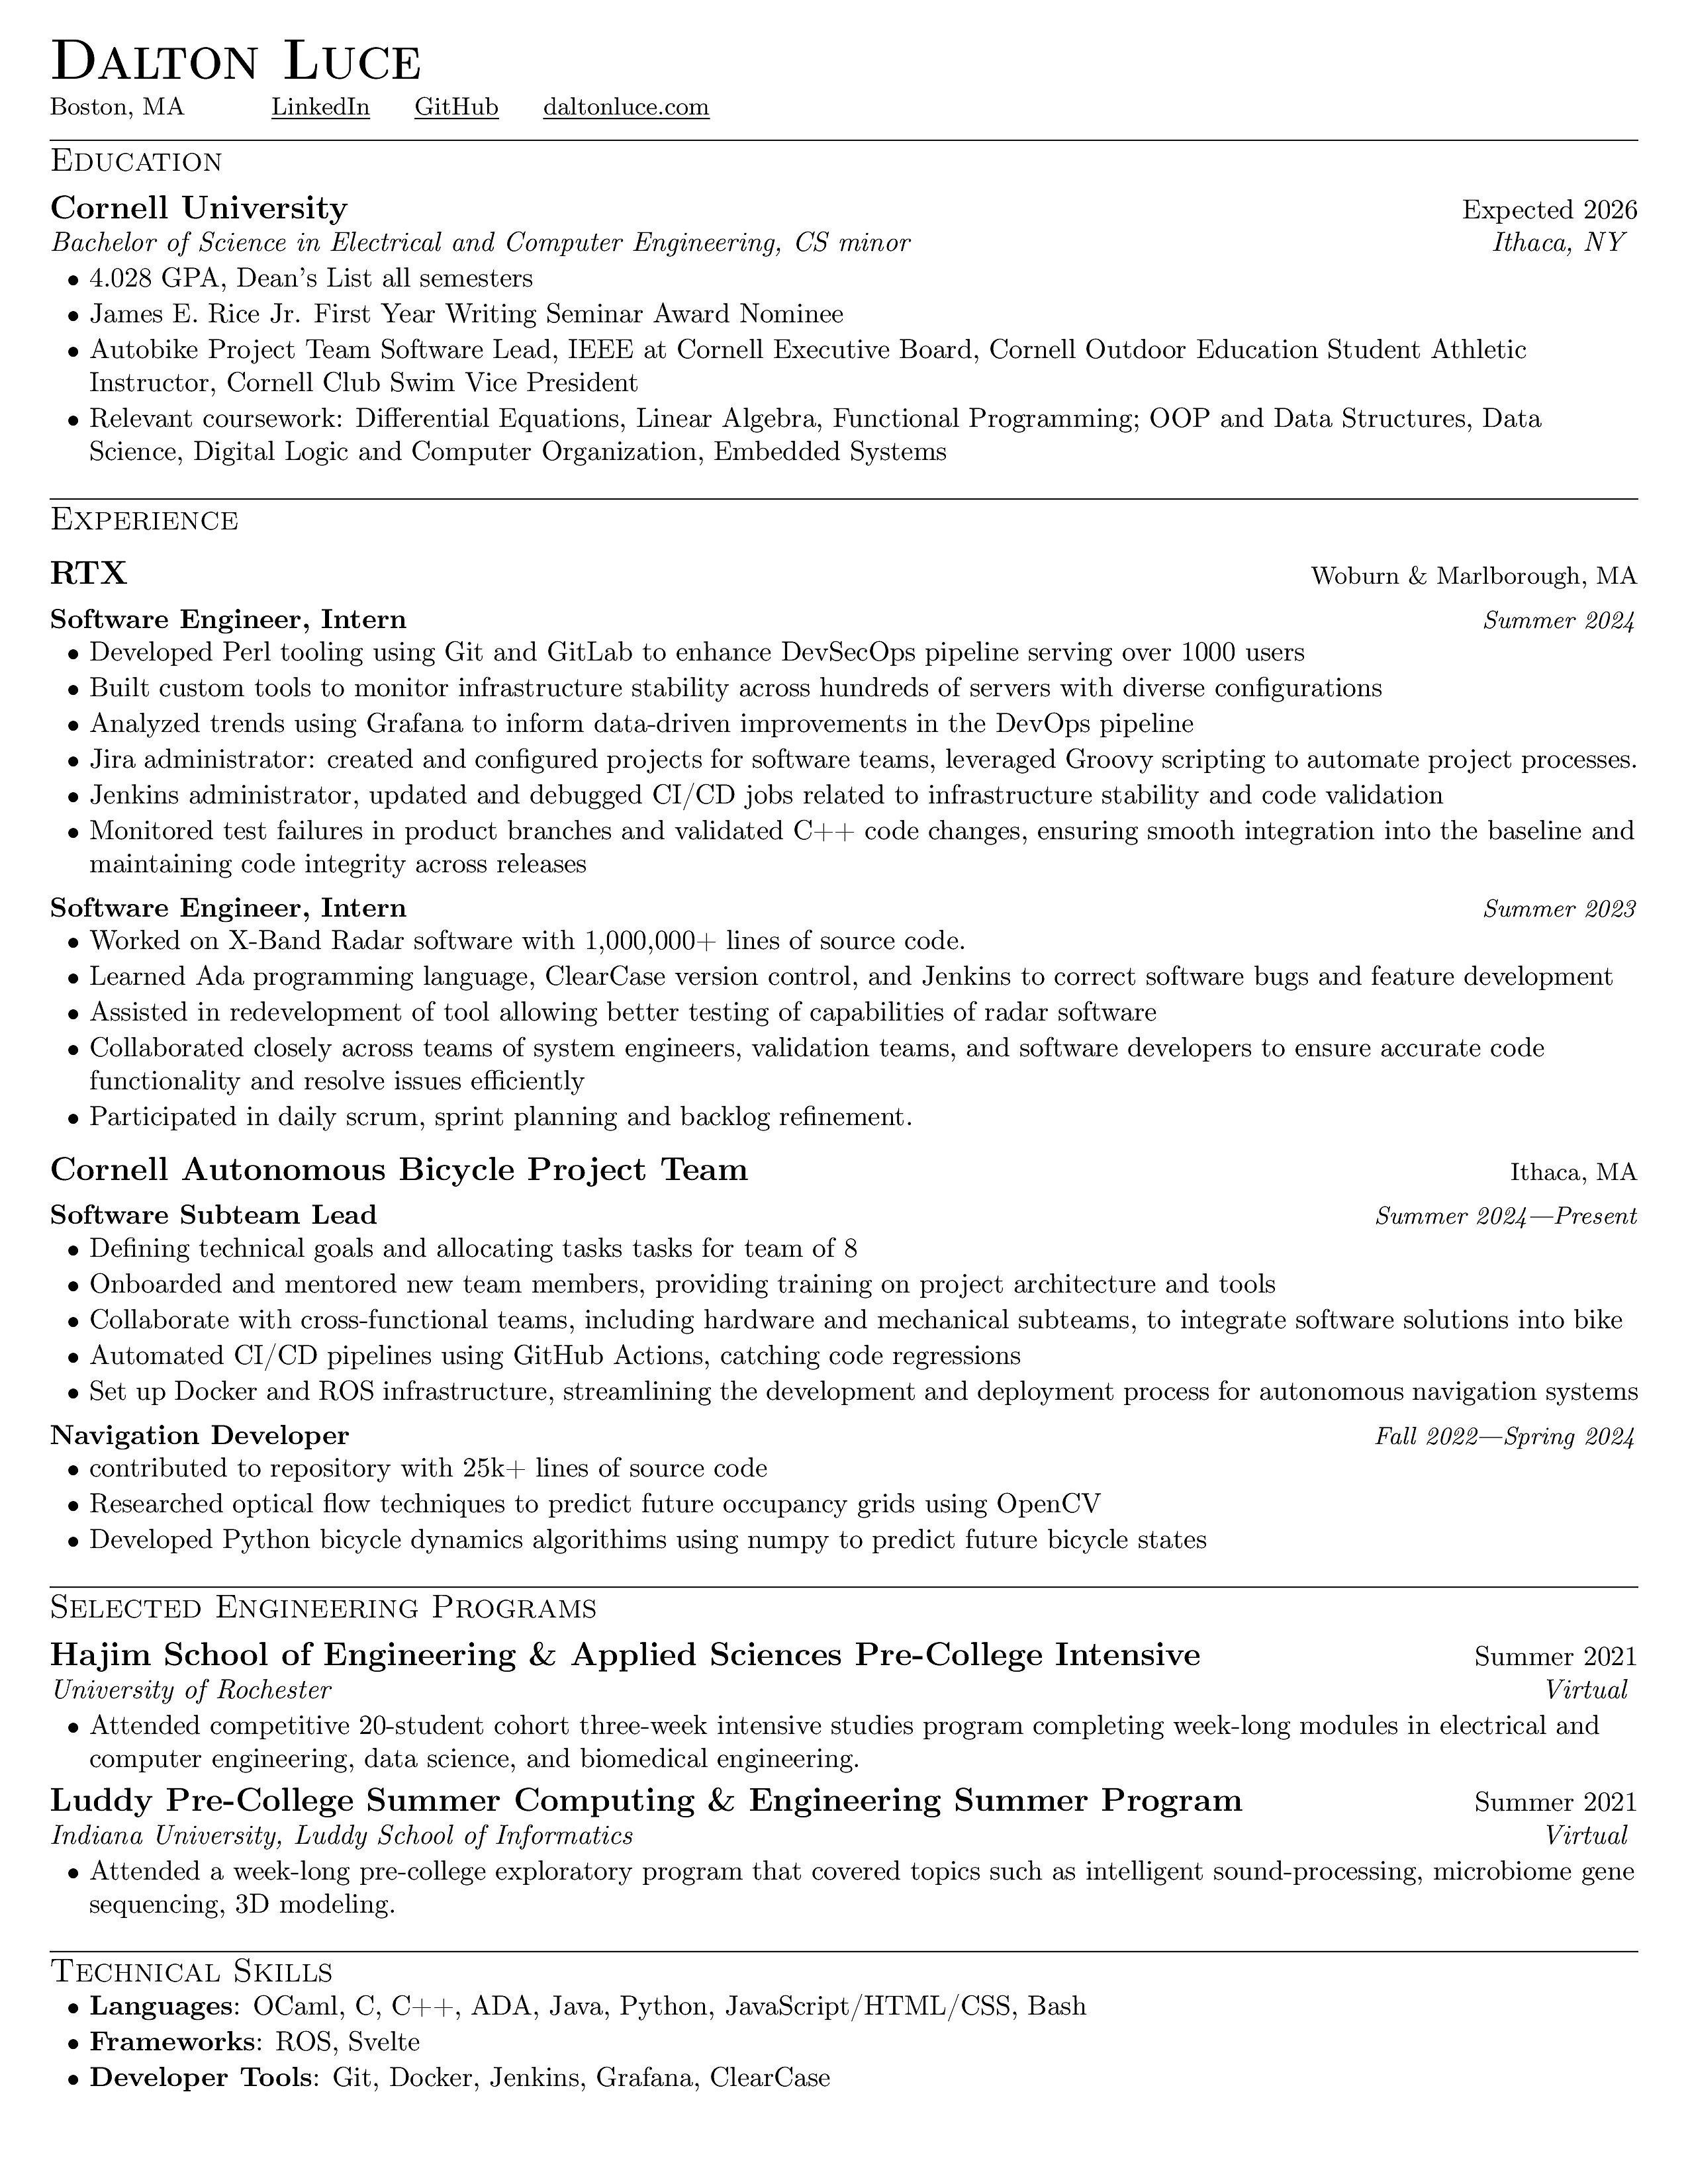 Dalton Luce
Boston, MA LinkedIn GitHub daltonluce.com
Education
Cornell University Expected 2026
Bachelor of Science in Electrical and Computer Engineering, CS minor Ithaca, NY
• 4.028 GPA, Dean's List all semesters
• James E. Rice Jr. First Year Writing Seminar Award Nominee
• Autobike Project Team Software Lead, IEEE at Cornell Executive Board, Cornell Outdoor Education Student Athletic
Instructor, Cornell Club Swim Vice President
• Relevant coursework: Differential Equations, Linear Algebra, Functional Programming; OOP and Data Structures, Data
Science, Digital Logic and Computer Organization, Embedded Systems
Experience
RTX Woburn & Marlborough, MA
Software Engineer, Intern Summer 2024
• Developed Perl tooling using Git and GitLab to enhance DevSecOps pipeline serving over 1000 users
• Built custom tools to monitor infrastructure stability across hundreds of servers with diverse configurations
• Analyzed trends using Grafana to inform data-driven improvements in the DevOps pipeline
• Jira administrator: created and configured projects for software teams, leveraged Groovy scripting to automate project processes.
• Jenkins administrator, updated and debugged CI/CD jobs related to infrastructure stability and code validation
• Monitored test failures in product branches and validated C++ code changes, ensuring smooth integration into the baseline and
maintaining code integrity across releases
Software Engineer, Intern Summer 2023
• Worked on X-Band Radar software with 1,000,000+ lines of source code.
• Learned Ada programming language, ClearCase version control, and Jenkins to correct software bugs and feature development
• Assisted in redevelopment of tool allowing better testing of capabilities of radar software
• Collaborated closely across teams of system engineers, validation teams, and software developers to ensure accurate code
functionality and resolve issues efficiently
• Participated in daily scrum, sprint planning and backlog refinement.
Cornell Autonomous Bicycle Project Team Ithaca, MA
Software Subteam Lead Summer 2024—Present
• Defining technical goals and allocating tasks tasks for team of 8
• Onboarded and mentored new team members, providing training on project architecture and tools
• Collaborate with cross-functional teams, including hardware and mechanical subteams, to integrate software solutions into bike
• Automated CI/CD pipelines using GitHub Actions, catching code regressions
• Set up Docker and ROS infrastructure, streamlining the development and deployment process for autonomous navigation systems
Navigation Developer Fall 2022—Spring 2024
• contributed to repository with 25k+ lines of source code
• Researched optical flow techniques to predict future occupancy grids using OpenCV
• Developed Python bicycle dynamics algorithims using numpy to predict future bicycle states
Selected Engineering Programs
Hajim School of Engineering & Applied Sciences Pre-College Intensive Summer 2021
University of Rochester Virtual
• Attended competitive 20-student cohort three-week intensive studies program completing week-long modules in electrical and
computer engineering, data science, and biomedical engineering.
Luddy Pre-College Summer Computing & Engineering Summer Program Summer 2021
Indiana University, Luddy School of Informatics Virtual
• Attended a week-long pre-college exploratory program that covered topics such as intelligent sound-processing, microbiome gene
sequencing, 3D modeling.
Technical Skills
• Languages: OCaml, C, C++, ADA, Java, Python, JavaScript/HTML/CSS, Bash
• Frameworks: ROS, Svelte
• Developer Tools: Git, Docker, Jenkins, Grafana, ClearCase